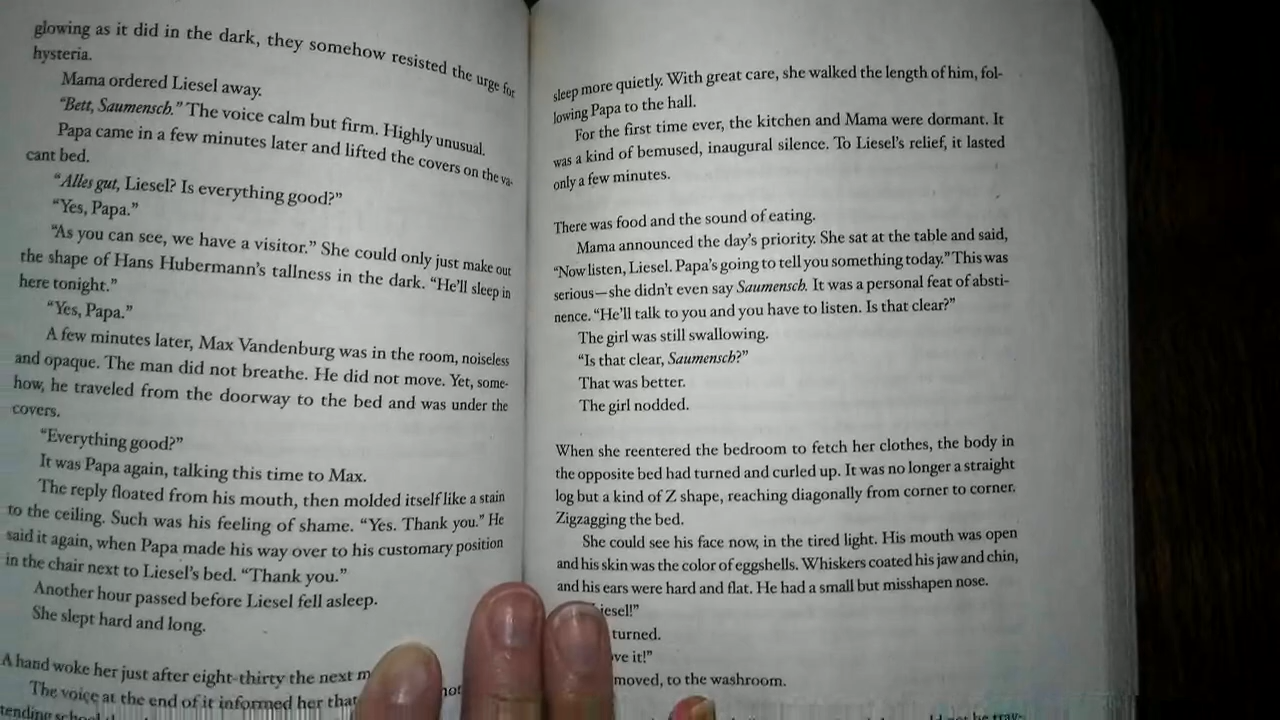 glowing as it did in the dark, they somehow resisted the urge for
hysteria.
Mama ordered Liesel away.
“Bett, Saumensch.” The voice calm but firm. Highly unusual.
Papa came in a few minutes later and lifted the covers on the va-
cant bed.
“Alles gut, Liesel? Is everything good?”
“Yes, Papa.”
“As you can see, we have a visitor.” She could only just make out
the shape of Hans Hubermann’s tallness in the dark. “He’ll sleep in
here tonight.”
“Yes, Papa.”
A few minutes later, Max Vandenburg was in the room, noiseless
and opaque. The man did not breathe. He did not move. Yet, some-
how, he traveled from the doorway to the bed and was under the
covers.
“Everything good?”
It was Papa again, talking this time to Max.
The reply floated from his mouth, then molded itself like a stain
to the ceiling. Such was his feeling of shame. “Yes. Thank you.” He
said it again, when Papa made his way over to his customary position
in the chair next to Liesel’s bed. “Thank you.”
Another hour passed before Liesel fell asleep.
She slept hard and long.
A hand woke her just after eight-thirty the next
The voice at the end of it informed her that
sleep more quietly. With great care, she walked the length of him, fol-
lowing Papa to the hall.
For the first time ever, the kitchen and Mama were dormant. It
was a kind of bemused, inaugural silence. To Liesel’s relief, it lasted
only a few minutes.
There was food and the sound of eating.
Mama announced the day’s priority. She sat at the table and said,
“Now listen, Liesel. Papa’s going to tell you something today.” This was
serious—she didn’t even say Saumensch. It was a personal feat of absti-
nence. “He’ll talk to you and you have to listen. Is that clear?”
The girl was still swallowing.
“Is that clear, Saumensch?”
That was better.
The girl nodded.
When she reentered the bedroom to fetch her clothes, the body in
the opposite bed had turned and curled up. It was no longer a straight
log but a kind of Z shape, reaching diagonally from corner to corner.
Zigzagging the bed.
She could see his face now, in the tired light. His mouth was open
and his skin was the color of eggshells. Whiskers coated his jaw and chin,
and his ears were hard and flat. He had a small but misshapen nose.
turned.
it!”
moved, to the washroom.